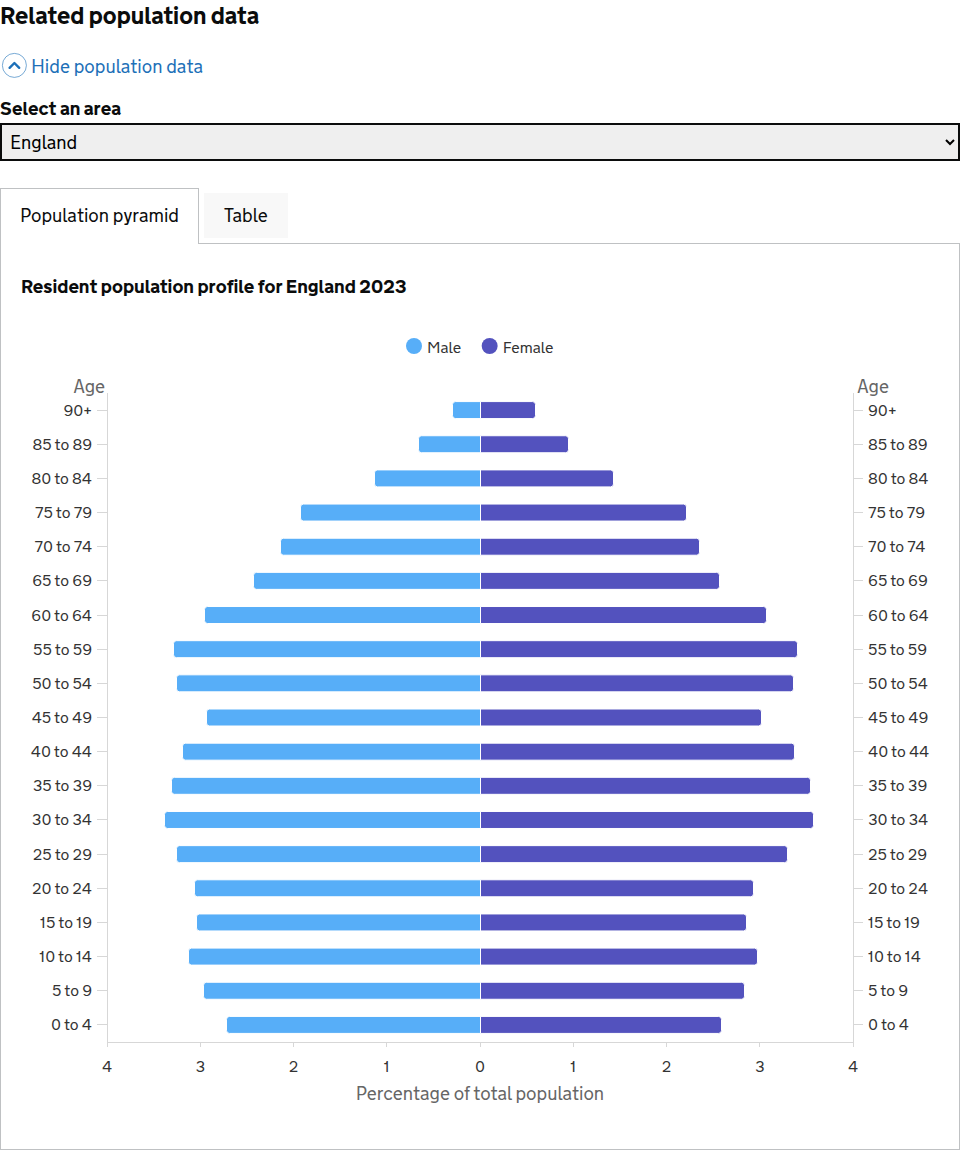 Related population data
Hide population data
Select an area
England
Population pyramid Table
Resident population profile for England 2023
Male Female
Age Age
90+ 90+
85 to 89 85 to 89
80 to 84 80 to 84
75 to 79 75 to 79
70 to 74 70 to 74
65 to 69 65 to 69
60 to 64 60 to 64
55 to 59 55 to 59
50 to 54 50 to 54
45 to 49 45 to 49
40 to 44 40 to 44
35 to 39 35 to 39
30 to 34 30 to 34
25 to 29 25 to 29
20 to 24 20 to 24
15 to 19 15 to 19
10 to 14 10 to 14
5 to 9 5 to 9
0 to 4 0 to 4
4 3 2 1 0 1 2 3 4
Percentage of total population